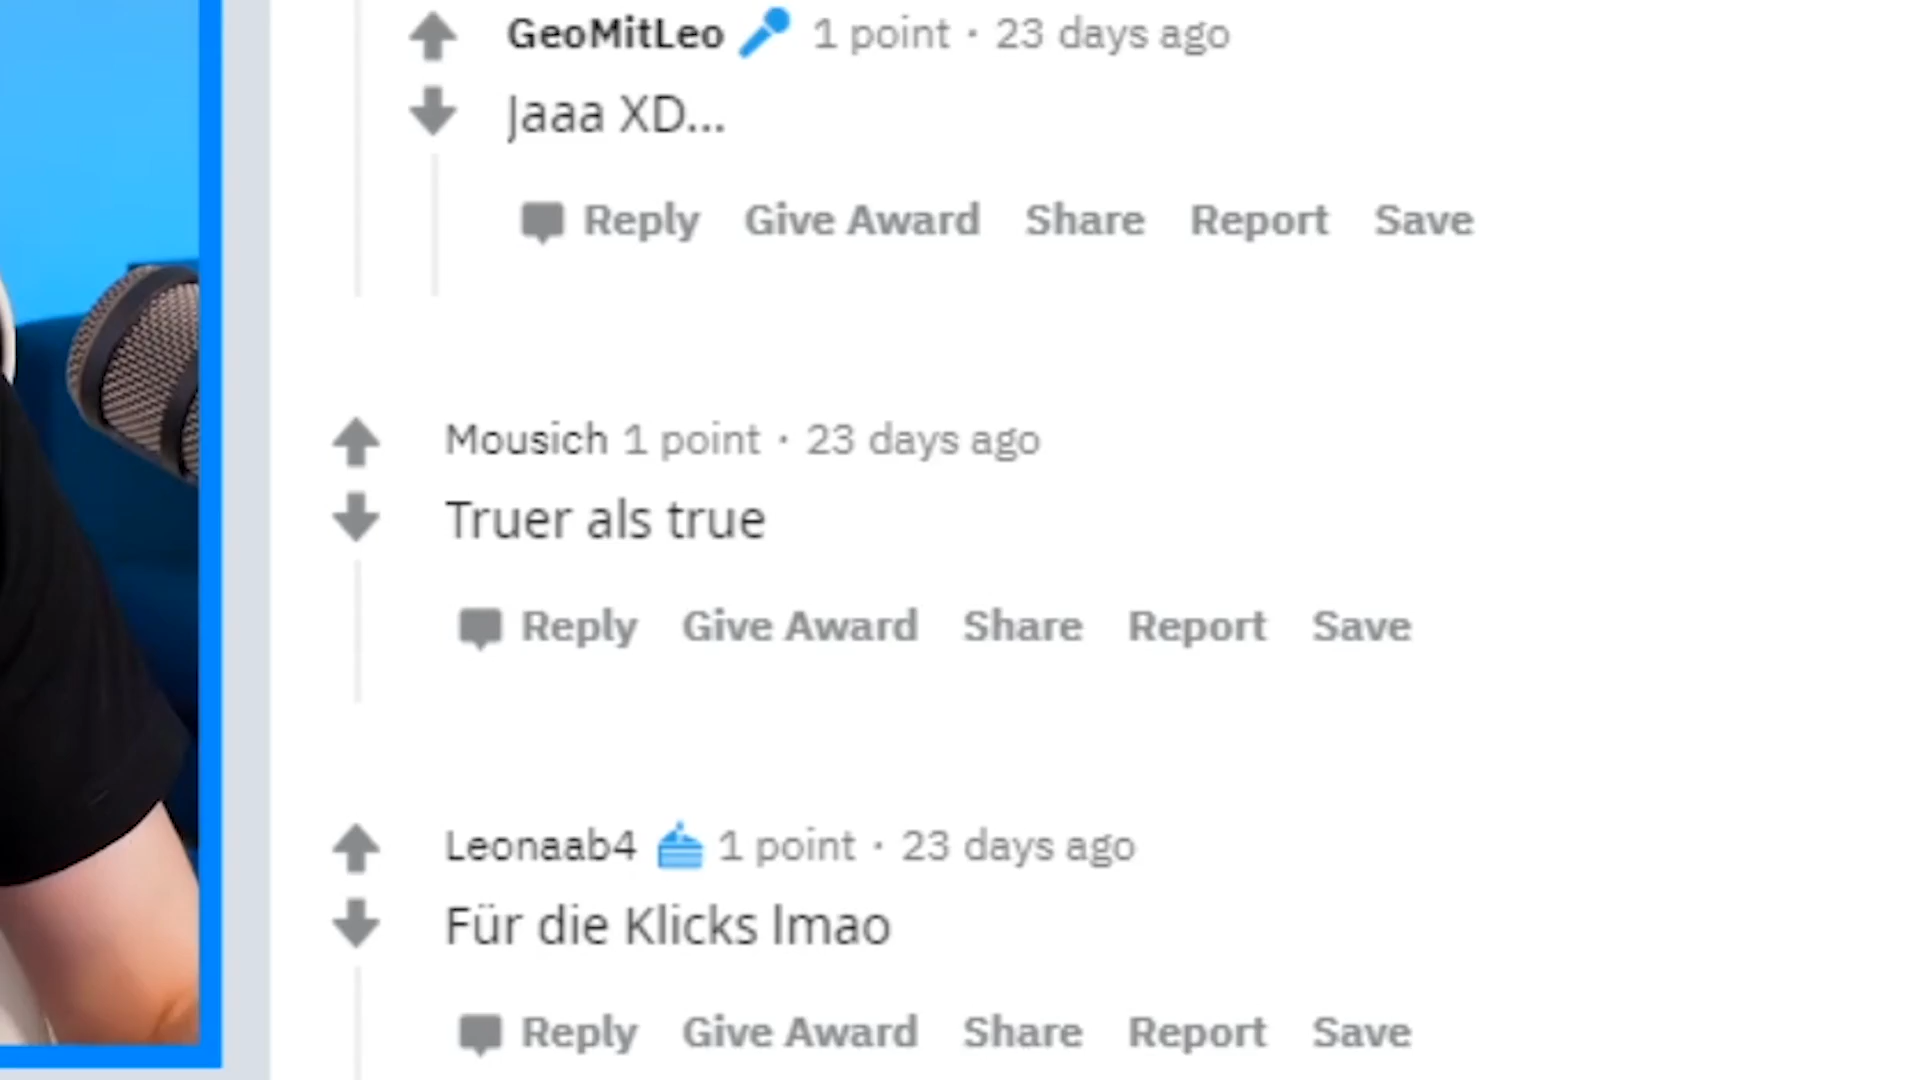 GeoMitLeo 1 point · 23 days ago
Jaaa XD...
Reply Give Award Share Report Save
Mousich 1 point · 23 days ago
Truer als true
Reply Give Award Share Report Save
Leonaab4 1 point · 23 days ago
Für die Klicks lmao
Reply Give Award Share Report Save